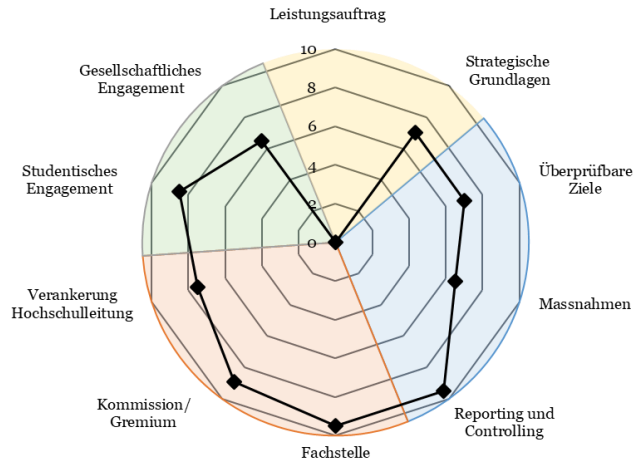 Leistungsauftrag
Strategische
Grundlagen
Überprüfbare
Ziele
Massnahmen
Reporting und
Controlling
Fachstelle
Kommission/
Gremium
Verankerung
Hochschulleitung
Studentisches
Engagement
Gesellschaftliches
Engagement
10
8
6
4
2
0